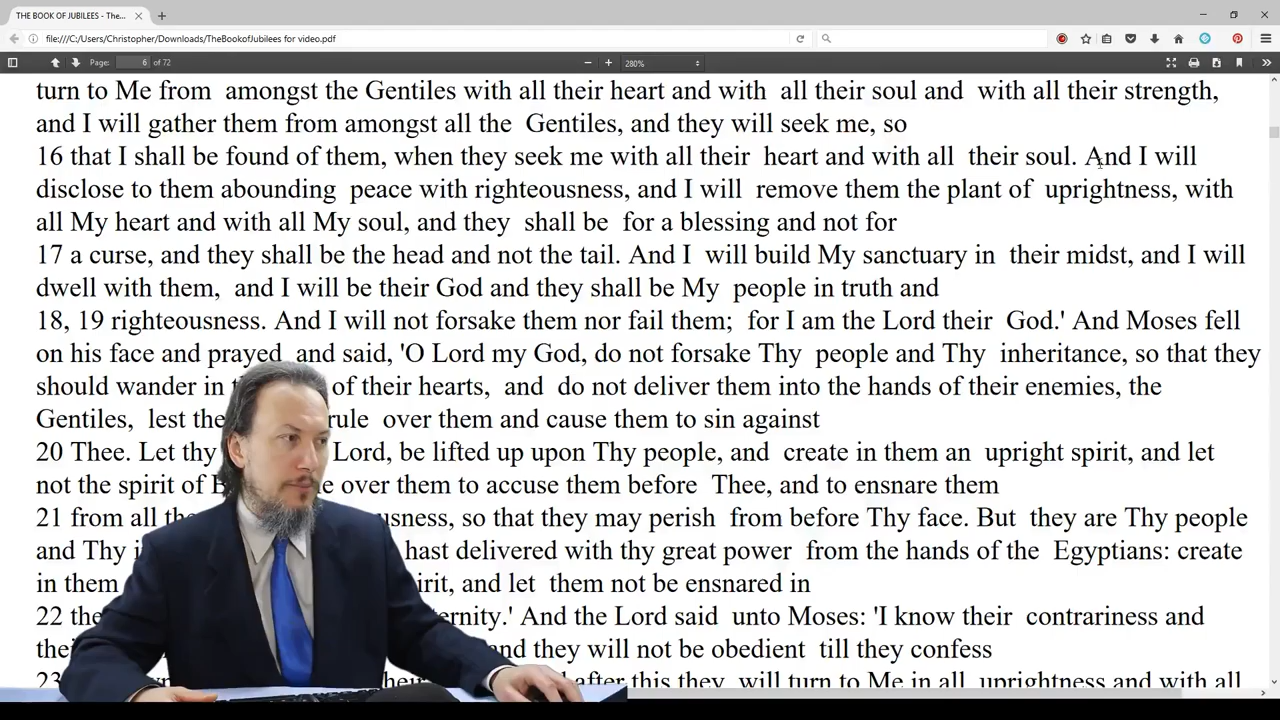 THE BOOK OF JUBILEES - The...
file:///C:/Users/Christopher/Downloads/TheBookofJubilees for video.pdf
Page: 6 of 72 280%
turn to Me from amongst the Gentiles with all their heart and with all their soul and with all their strength,
and I will gather them from amongst all the Gentiles, and they will seek me, so
16 that I shall be found of them, when they seek me with all their heart and with all their soul. And I will
disclose to them abounding peace with righteousness, and I will remove them the plant of uprightness, with
all My heart and with all My soul, and they shall be for a blessing and not for
17 a curse, and they shall be the head and not the tail. And I will build My sanctuary in their midst, and I will
dwell with them, and I will be their God and they shall be My people in truth and
18, 19 righteousness. And I will not forsake them nor fail them; for I am the Lord their God.' And Moses fell
on his face and prayed and said, 'O Lord my God, do not forsake Thy people and Thy inheritance, so that they
should wander in of their hearts, and do not deliver them into the hands of their enemies, the
Gentiles, lest rule over them and cause them to sin against
20 Thee. Let thy Lord, be lifted up upon Thy people, and create in them an upright spirit, and let
not the spirit of over them to accuse them before Thee, and to ensnare them
21 from all so that they may perish from before Thy face. But they are Thy people
and Thy hast delivered with thy great power from the hands of the Egyptians: create
in them and let them not be ensnared in
22 And the Lord said unto Moses: 'I know their contrariness and
and they will not be obedient till they confess
23 after this they will turn to Me in all uprightness and with all